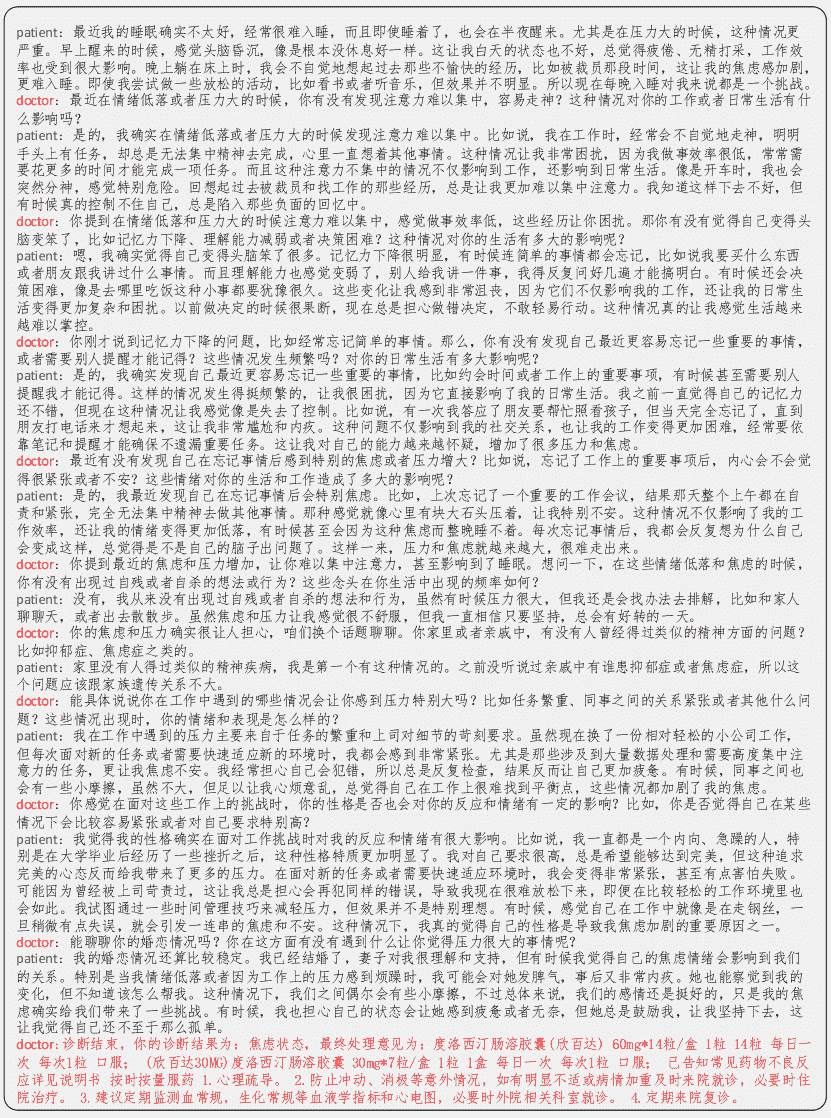 patient: 最近我的睡眠确实不太好，经常很难入睡，而且即使睡着了，也会在半夜醒来。尤其是在压力大的时候，这种情况更
严重。早上醒来的时候，感觉头脑昏沉，像是根本没休息好一样。这让我白天的状态也不好，总觉得疲倦、无精打采，工作效
率也受到很大影响。晚上躺在床上时，我会不自觉地想起过去那些不愉快的经历，比如被裁员那段时间，这让我的焦虑感加剧，
更难入睡。即使我尝试做一些放松的活动，比如看书或者听音乐，但效果并不明显。所以现在每晚入睡对我来说都是一个挑战。
doctor: 最近在情绪低落或者压力大的时候，你有没有发现注意力难以集中，容易走神？这种情况对你的工作或者日常生活有什
么影响吗？
patient: 是的，我确实在情绪低落或者压力大的时候发现注意力难以集中。比如说，我在工作时，经常会不自觉地走神，明明
手头上有任务，却总是无法集中精神去完成，心里一直想着其他事情。这种情况让我非常困扰，因为我做事效率很低，常常需
要花更多的时间才能完成一项任务。而且这种注意力不集中的情况不仅影响到工作，还影响到日常生活。像是开车时，我也会
突然分神，感觉特别危险。回想起过去被裁员和找工作的那些经历，总是让我更加难以集中注意力。我知道这样下去不好，但
有时候真的控制不住自己，总是陷入那些负面的回忆中。
doctor: 你提到在情绪低落和压力大的时候注意力难以集中，感觉做事效率低，这些经历让你困扰。那你有没有觉得自己变得头
脑变笨了，比如记忆力下降、理解能力减弱或者决策困难？这种情况对你的生活有多大的影响呢？
patient: 嗯，我确实觉得自己变得头脑笨了很多。记忆力下降很明显，有时候连简单的事情都会忘记，比如说我要买什么东西
或者朋友跟我讲过什么事情。而且理解能力也感觉变弱了，别人给我讲一件事，我得反复问好几遍才能搞明白。有时候还会决
策困难，像是去哪里吃饭这种小事都要犹豫很久。这些变化让我感到非常沮丧，因为它们不仅影响我的工作，还让我的日常生
活变得更加复杂和困扰。以前做决定的时候很果断，现在总是担心做错决定，不敢轻易行动。这种情况真的让我感觉生活越来
越难以掌控。
doctor: 你刚才说到记忆力下降的问题，比如经常忘记简单的事情。那么，你有没有发现自己最近更容易忘记一些重要的事情，
或者需要别人提醒才能记得？这些情况发生频繁吗？对你的日常生活有多大影响呢？
patient: 是的，我确实发现自己最近更容易忘记一些重要的事情，比如约会时间或者工作上的重要事项，有时候甚至需要别人
提醒我才能记得。这样的情况发生得挺频繁的，让我很困扰，因为它直接影响了我的日常生活。我之前一直觉得自己的记忆力
还不错，但现在这种情况让我感觉像是失去了控制。比如说，有一次我答应了朋友要帮忙照看孩子，但当天完全忘记了，直到
朋友打电话来才想起来，这让我非常尴尬和内疚。这种问题不仅影响到我的社交关系，也让我的工作变得更加困难，经常要依
靠笔记和提醒才能确保不遗漏重要任务。这让我对自己的能力越来越怀疑，增加了很多压力和焦虑。
doctor: 最近有没有发现自己在忘记事情后感到特别的焦虑或者压力增大？比如说，忘记了工作上的重要事项后，内心会不会觉
得很紧张或者不安？这些情绪对你的生活和工作造成了多大的影响呢？
patient: 是的，我最近发现自己在忘记事情后会特别焦虑。比如，上次忘记了一个重要的工作会议，结果那天整个上午都在自
责和紧张，完全无法集中精神去做其他事情。那种感觉就像心里有块大石头压着，让我特别不安。这种情况不仅影响了我的工
作效率，还让我的情绪变得更加低落，有时候甚至会因为这种焦虑而整晚睡不着。每次忘记事情后，我都会反复想为什么自己
会变成这样，总觉得是不是自己的脑子出问题了。这样一来，压力和焦虑就越来越大，很难走出来。
doctor: 你提到最近的焦虑和压力增加，让你难以集中注意力，甚至影响到了睡眠。想问一下，在这些情绪低落和焦虑的时候，
你有没有出现过自残或者自杀的想法或行为？这些念头在你生活中出现的频率如何？
patient: 没有，我从来没有出现过自残或者自杀的想法和行为，虽然有时候压力很大，但我还是会找办法去排解，比如和家人
聊聊天，或者出去散散步。虽然焦虑和压力让我感觉很不舒服，但我一直相信只要坚持，总会有好转的一天。
doctor: 你的焦虑和压力确实很让人担心，咱们换个话题聊聊。你家里或者亲戚中，有没有人曾经得过类似的精神方面的问题？
比如抑郁症、焦虑症之类的。
patient: 家里没有人得过类似的精神疾病，我是第一个有这种情况的。之前没听说过亲戚中有谁患抑郁症或者焦虑症，所以这
个问题应该跟家族遗传关系不大。
doctor: 能具体说说你在工作中遇到的哪些情况会让你感到压力特别大吗？比如任务繁重、同事之间的关系紧张或者其他什么问
题？这些情况出现时，你的情绪和表现是怎么样的？
patient: 我在工作中遇到的压力主要来自于任务的繁重和上司对细节的苛刻要求。虽然现在换了一份相对轻松的小公司工作，
但每次面对新的任务或者需要快速适应新的环境时，我都会感到非常紧张。尤其是那些涉及到大量数据处理和需要高度集中注
意力的任务，更让我焦虑不安。我经常担心自己会犯错，所以总是反复检查，结果反而让自己更加疲惫。有时候，同事之间也
会有一些小摩擦，虽然不大，但足以让我心烦意乱，总觉得自己在工作上很难找到平衡点，这些情况都加剧了我的焦虑。
doctor: 你感觉在面对这些工作上的挑战时，你的性格是否也会对你的反应和情绪有一定的影响？比如，你是否觉得自己在某些
情况下会比较容易紧张或者对自己要求特别高？
patient: 我觉得我的性格确实在面对工作挑战时对我的反应和情绪有很大影响。比如说，我一直都是一个内向、急躁的人，特
别是在大学毕业后经历了一些挫折之后，这种性格特质更加明显了。我对自己要求很高，总是希望能够达到完美，但这种追求
完美的心态反而给我带来了更多的压力。在面对新的任务或者需要快速适应环境时，我会变得非常紧张，甚至有点害怕失败。
可能因为曾经被上司苛责过，这让我总是担心会再犯同样的错误，导致我现在很难放松下来，即便在比较轻松的工作环境里也
会如此。我试图通过一些时间管理技巧来减轻压力，但效果并不是特别理想。有时候，感觉自己在工作中就像是在走钢丝，一
旦稍微有点失误，就会引发一连串的焦虑和不安。这种情况下，我真的觉得自己的性格是导致我焦虑加剧的重要原因之一。
doctor: 能聊聊你的婚恋情况吗？你在这方面有没有遇到什么让你觉得压力很大的事情呢？
patient: 我的婚恋情况还算比较稳定。我已经结婚了，妻子对我很理解和支持，但有时候我觉得自己的焦虑情绪会影响到我们
的关系。特别是当我情绪低落或者因为工作上的压力感到烦躁时，我可能会对她发脾气，事后又非常内疚。她也能察觉到我的
变化，但不知道该怎么帮我。这种情况下，我们之间偶尔会有些小摩擦，不过总体来说，我们的感情还是挺好的，只是我的焦
虑确实给我们带来了一些挑战。有时候，我也担心自己的状态会让她感到疲惫或者无奈，但她总是鼓励我，让我坚持下去，这
让我觉得自己还不至于那么孤单。
doctor: 诊断结束，你的诊断结果为：焦虑状态，最终处理意见为：度洛西汀肠溶胶囊(欣百达) 60mg*14粒/盒 1粒 14粒 每日一
次 每次1粒 口服； (欣百达30MG)度洛西汀肠溶胶囊 30mg*7粒/盒 1粒 1盒 每日一次 每次1粒 口服； 已告知常见药物不良反
应详见说明书 按时按量服药 1.心理疏导。 2.防止冲动、消极等意外情况，如有明显不适或病情加重及时来院就诊，必要时住
院治疗。 3.建议定期监测血常规，生化常规等血液学指标和心电图，必要时外院相关科室就诊。 4.定期来院复诊。